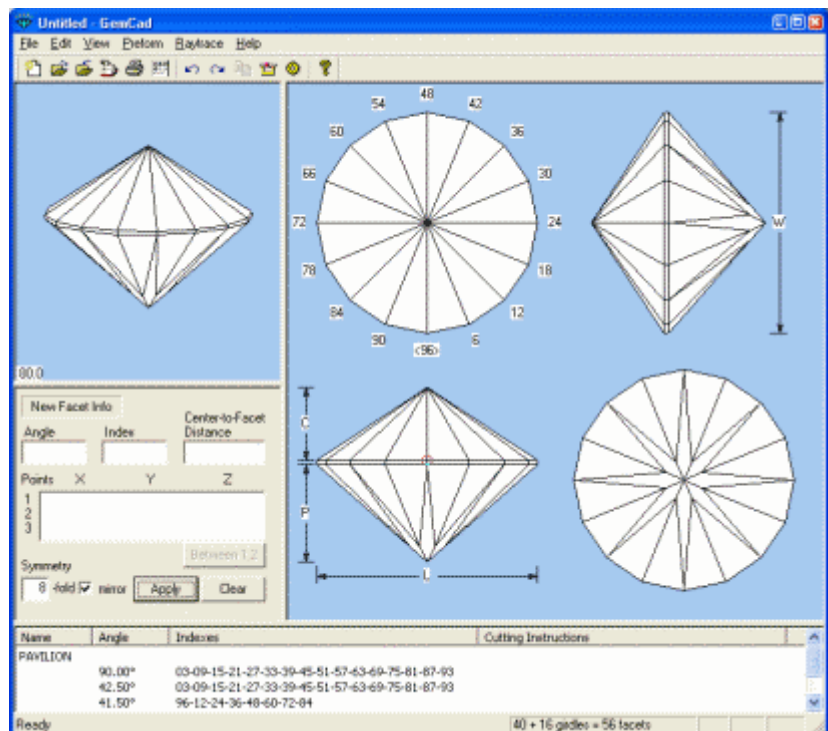 Untitled - GemCad
File Edit View Preform Raytrace Help
48
54 42
60 36
66 30
72 24
78 18
84 12
90 6
<96>
W
80.0
C
P
L
New Facet Info
Angle Index Center-to-Facet Distance
Points X Y Z
1
2
3
Between 1,2
Symmetry
8 -fold mirror Apply Clear
Name Angle Indexes Cutting Instructions
PAVILION
90.00° 03-09-15-21-27-33-39-45-51-57-63-69-75-81-87-93
42.50° 03-09-15-21-27-33-39-45-51-57-63-69-75-81-87-93
41.50° 96-12-24-36-48-60-72-84
Ready 40 + 16 girdles = 56 facets